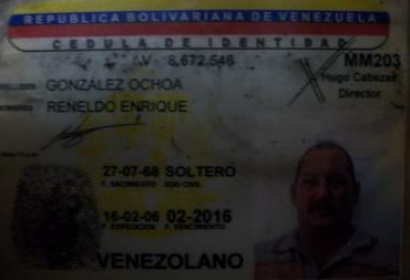 REPUBLICA BOLIVARIANA DE VENEZUELA
CEDULA DE IDENTIDAD
V 8,672,546
MM203
Hugo Cabezas
Director
GONZALEZ OCHOA
RENELDO ENRIQUE
27-07-68 SOLTERO
F. NACIMIENTO EDO CIVIL
16-02-06 02-2016
F. EXPEDICION F. VENCIMIENTO
VENEZOLANO